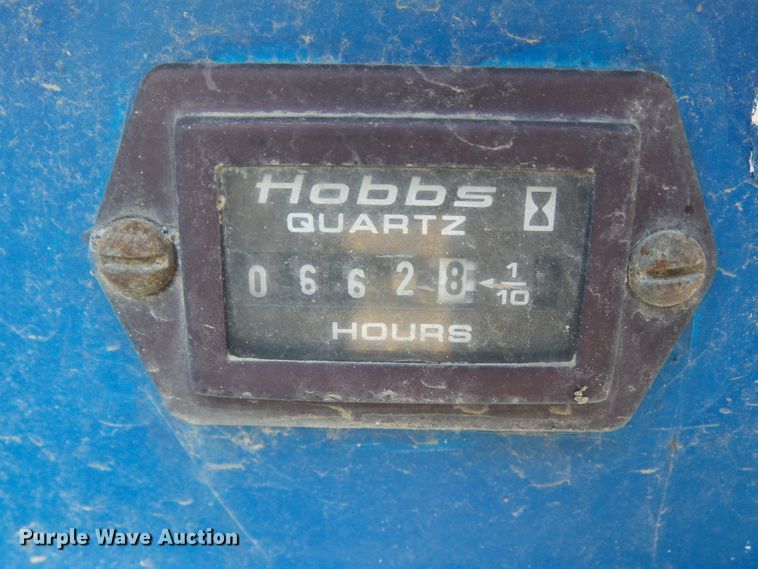 Hobbs
QUARTZ
0 6 6 2 8 1/10
HOURS
Purple Wave Auction